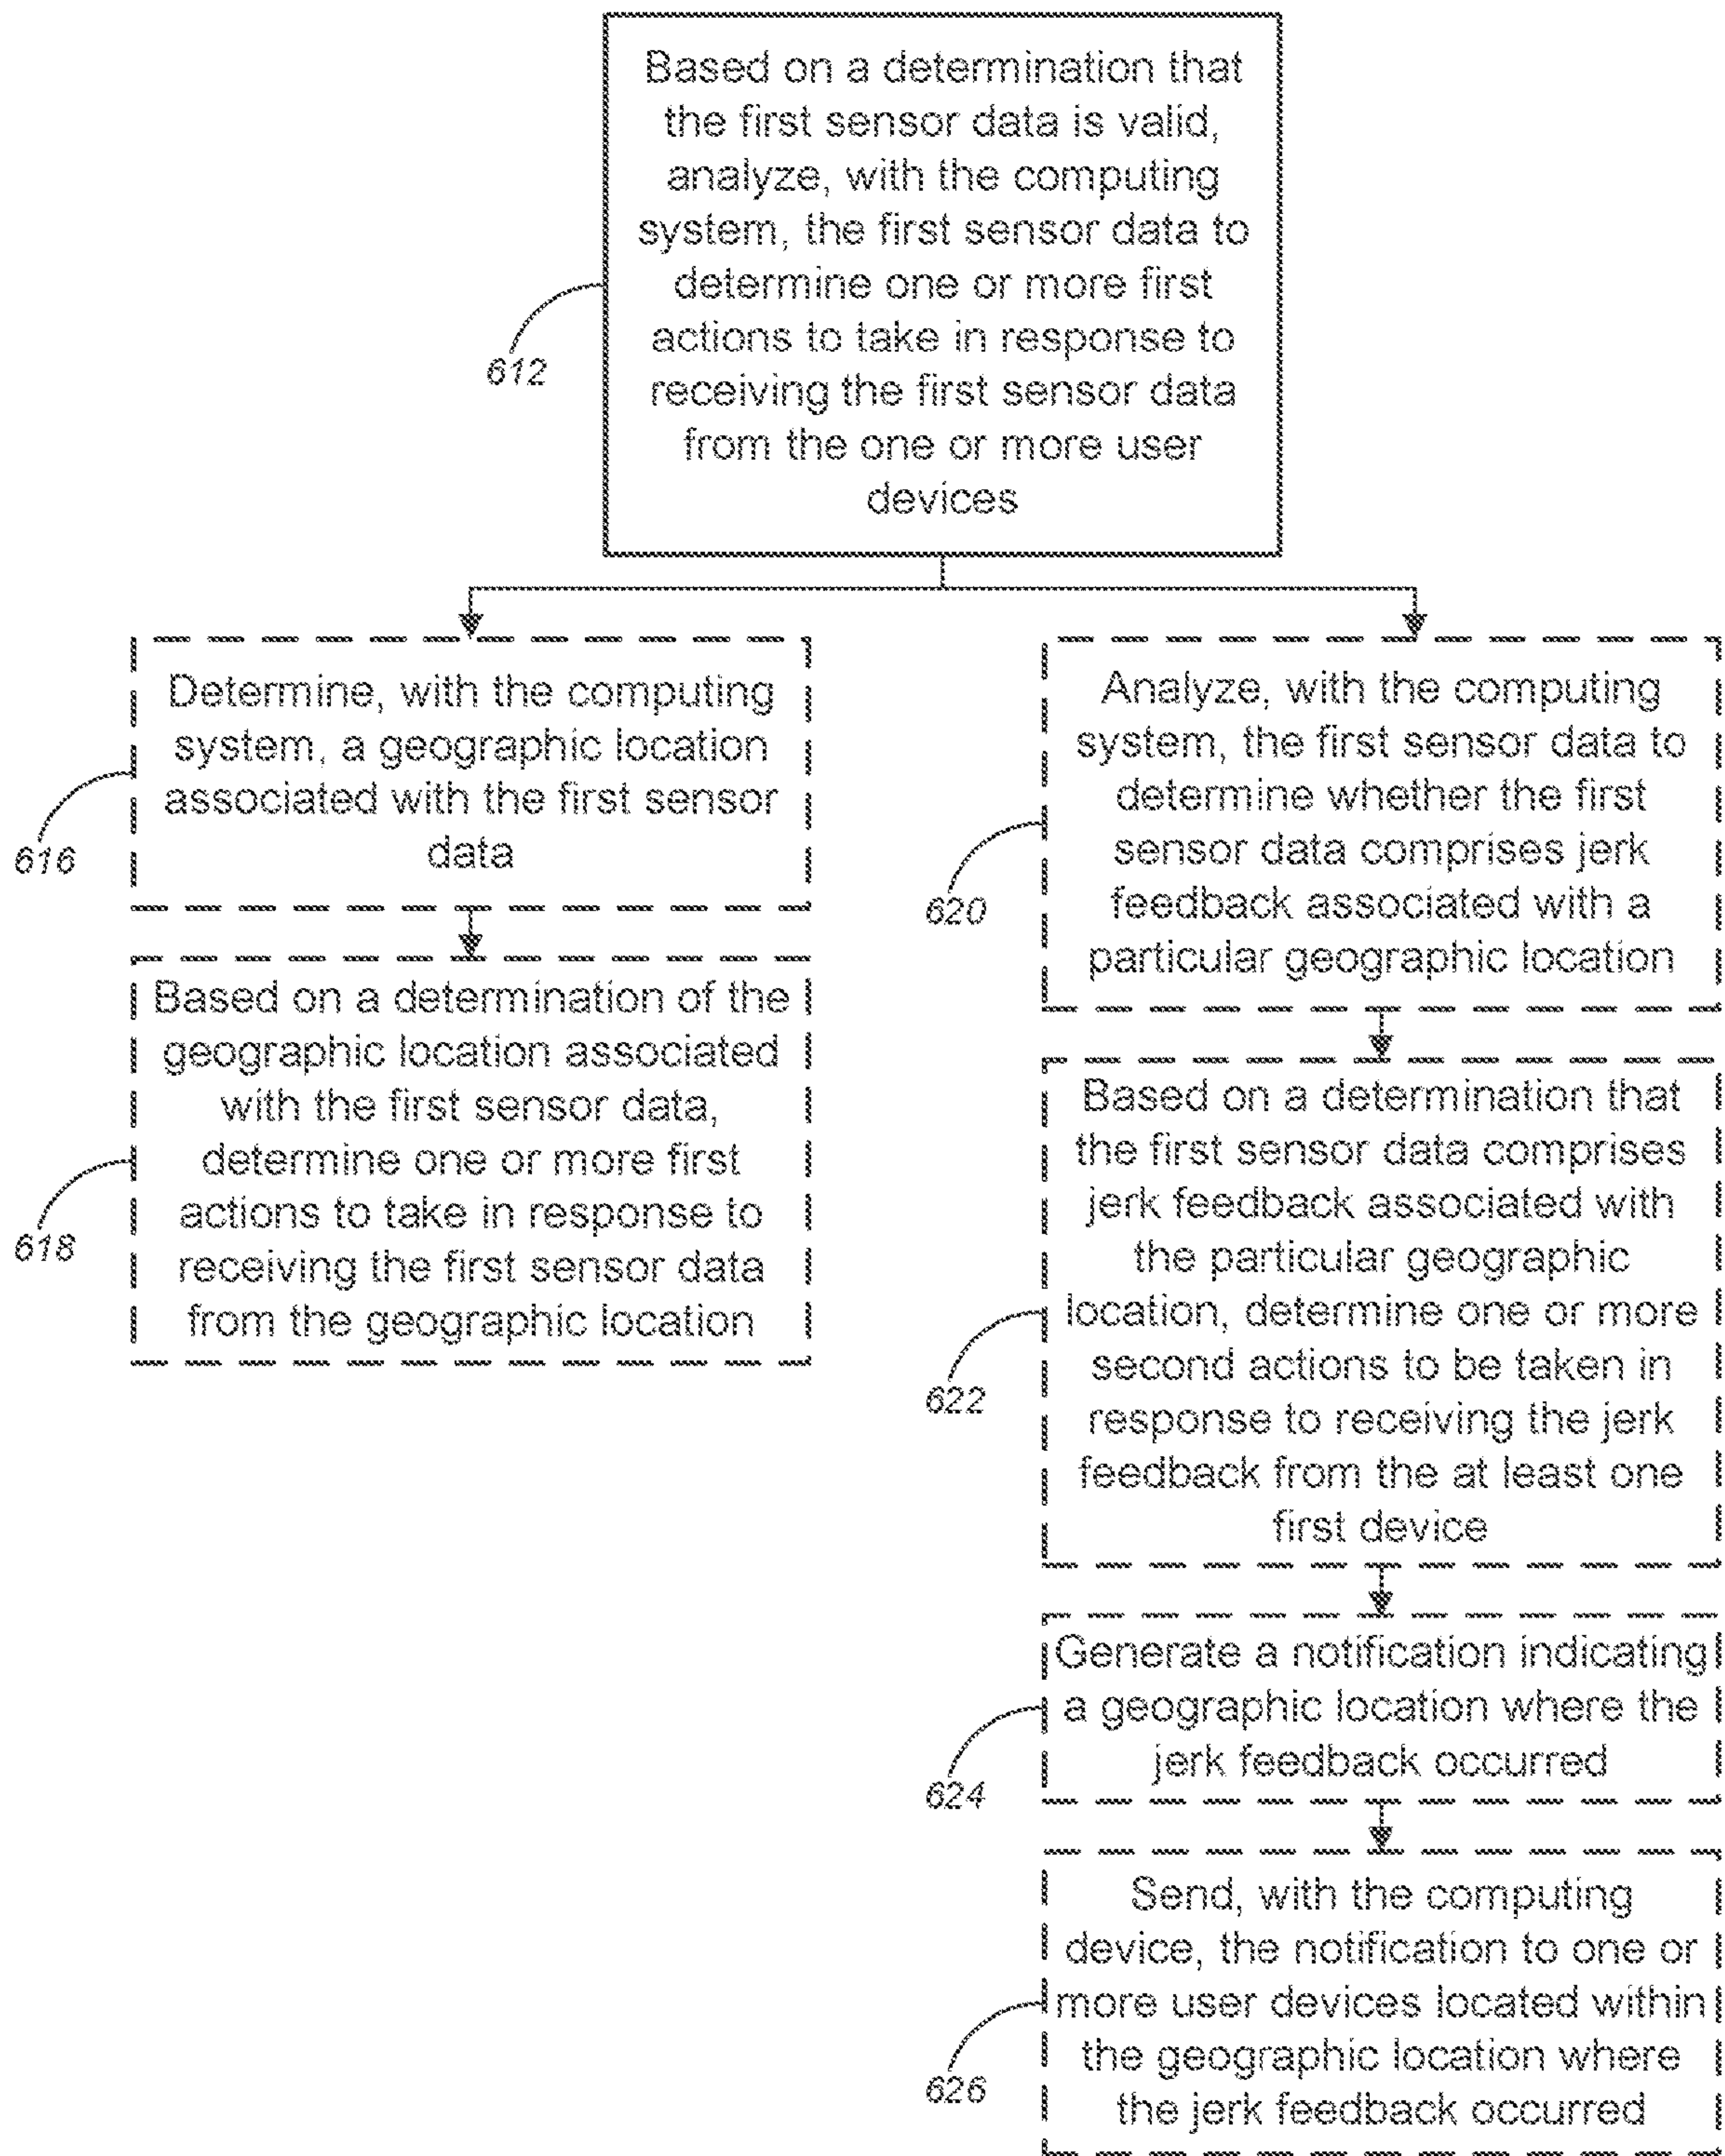 Based on a determination that
the first sensor data is valid,
analyze, with the computing
system, the first sensor data to
determine one or more first
actions to take in response to
receiving the first sensor data
from the one or more user
devices
612
Determine, with the computing
system, a geographic location
associated with the first sensor
data
616
Based on a determination of the
geographic location associated
with the first sensor data,
determine one or more first
actions to take in response to
receiving the first sensor data
from the geographic location
618
Analyze, with the computing
system, the first sensor data to
determine whether the first
sensor data comprises jerk
feedback associated with a
particular geographic location
620
Based on a determination that
the first sensor data comprises
jerk feedback associated with
the particular geographic
location, determine one or more
second actions to be taken in
response to receiving the jerk
feedback from the at least one
first device
622
Generate a notification indicating
a geographic location where the
jerk feedback occurred
624
Send, with the computing
device, the notification to one or
more user devices located within
the geographic location where
the jerk feedback occurred
626